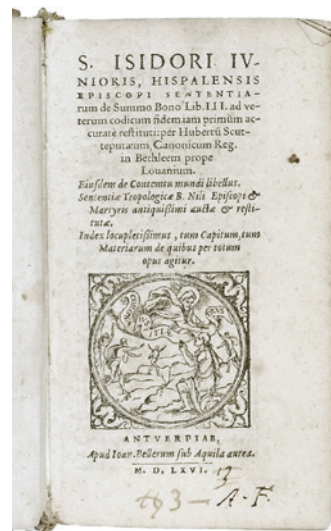 S. ISIDORI IV-
NIORIS, HISPALENSIS
EPISCOPI SENTENTIA-
rum de Summo Bono Lib. III. ad ve-
terum codicum fidem iam primùm ac-
curatè restituti: per Hubertũ Scut-
teputæum, Canonicum Reg.
in Bethleem prope
Louanium.
Eiusdem de Contemtu mundi libellus.
Sententiæ Tropologicæ B. Nili Episcopi &
Martyris antiquissimi auctæ & resti-
tutæ.
Index locupletissimus, tum Capitum, tum
Materiarum de quibus per totum
opus agitur.
ANTVERPIAE,
Apud Ioan. Bellerum sub Aquila aurea.
M. D. LXVI.
A. F.